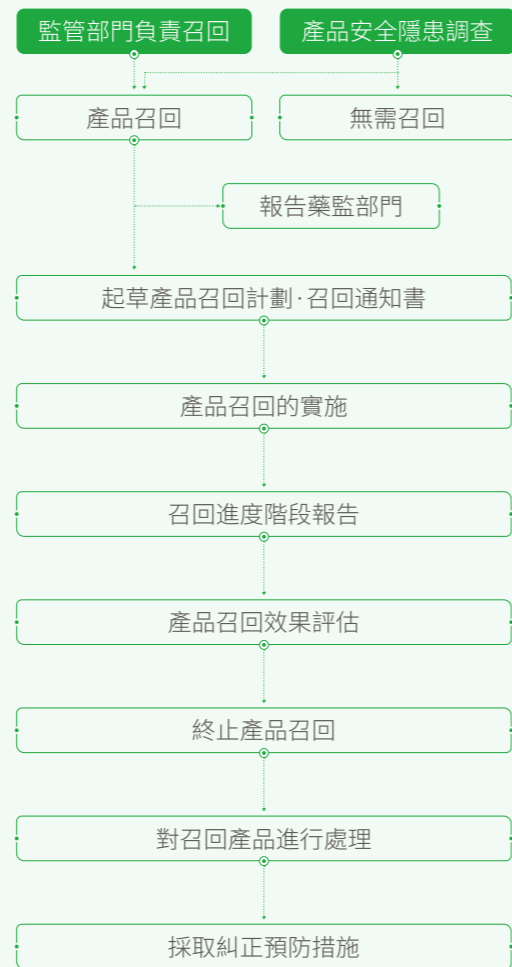 監管部門負責召回
產品安全隱患調查
產品召回
無需召回
報告藥監部門
起草產品召回計劃·召回通知書
產品召回的實施
召回進度階段報告
產品召回效果評估
終止產品召回
對召回產品進行處理
採取糾正預防措施